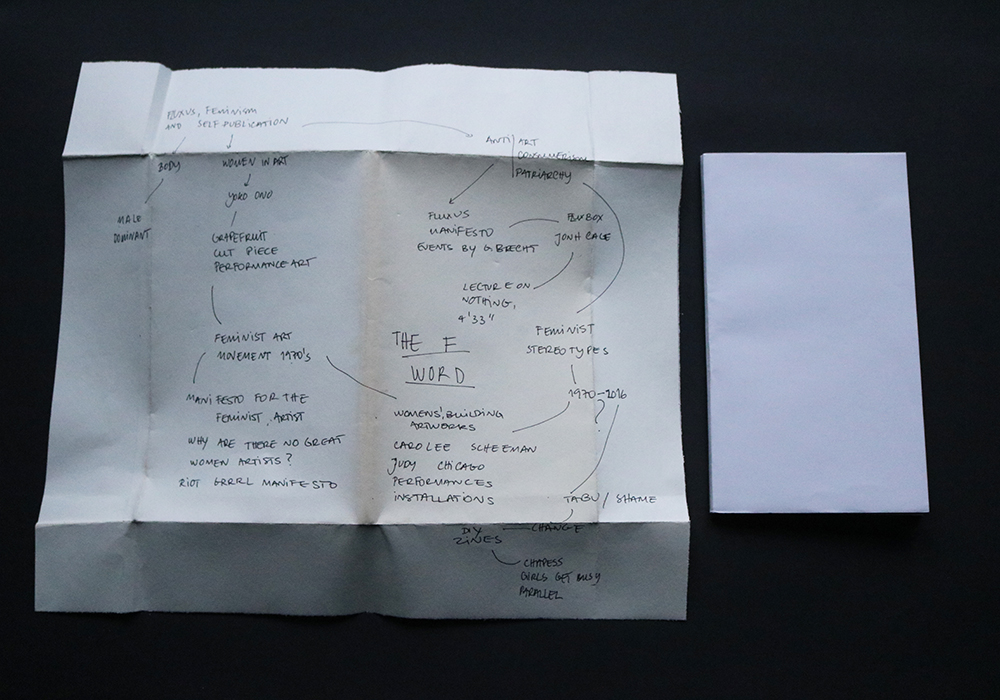 FLUXUS, FEMINISM
AND SELF PUBLICATION
BODY
WOMEN IN ART
MALE
DOMINANT
YOKO ONO
GRAPEFRUIT
CUT PIECE
PERFORMANCE ART
FEMINIST ART
MOVEMENT 1970's
MANIFESTO FOR THE
FEMINIST ARTIST
WHY ARE THERE NO GREAT
WOMEN ARTISTS?
RIOT GRRRL MANIFESTO
ANTI
ART
CONSUMERISM
PATRIARCHY
FLUXUS
MANIFESTO
EVENTS BY G. BRECHT
FLUXBOX
JONH CAGE
LECTURE ON
NOTHING,
4'33"
THE F
WORD
FEMINIST
STEREOTYPES
1970-2016
?
WOMENS' BUILDING
ARTWORKS
CAROLEE SCHEEMAN
JUDY CHICAGO
PERFORMANCES
INSTALLATIONS
TABU / SHAME
CHANGE
DIY
ZINES
CHAPESS
GIRLS GET BUSY
PARALLEL